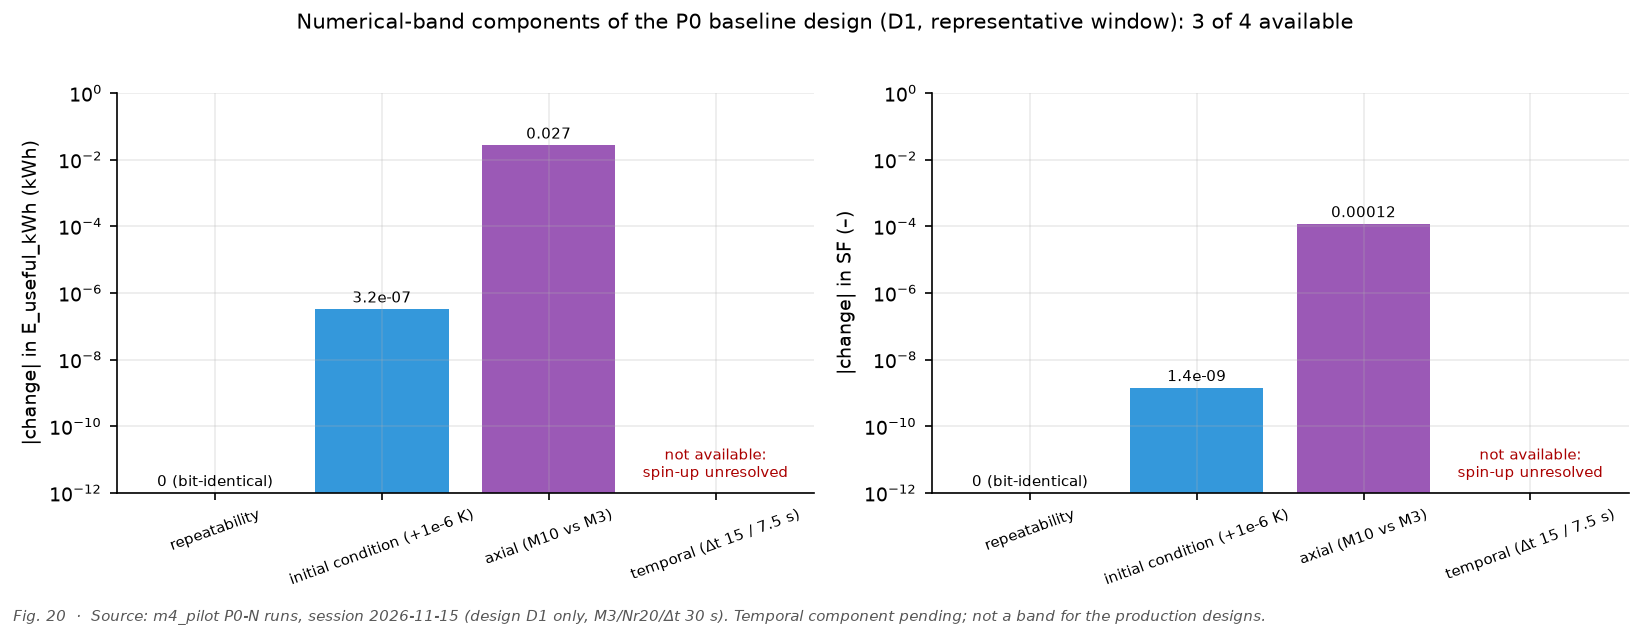 Numerical-band components of the P0 baseline design (D1, representative window): 3 of 4 available
|change| in E_useful_kWh (kWh)
10⁰
10⁻²
10⁻⁴
10⁻⁶
10⁻⁸
10⁻¹⁰
10⁻¹²
0 (bit-identical)
3.2e-07
0.027
not available:
spin-up unresolved
repeatability
initial condition (+1e-6 K)
axial (M10 vs M3)
temporal (Δt 15 / 7.5 s)
|change| in SF (–)
10⁰
10⁻²
10⁻⁴
10⁻⁶
10⁻⁸
10⁻¹⁰
10⁻¹²
0 (bit-identical)
1.4e-09
0.00012
not available:
spin-up unresolved
repeatability
initial condition (+1e-6 K)
axial (M10 vs M3)
temporal (Δt 15 / 7.5 s)
Fig. 20 · Source: m4_pilot P0-N runs, session 2026-11-15 (design D1 only, M3/Nr20/Δt 30 s). Temporal component pending; not a band for the production designs.